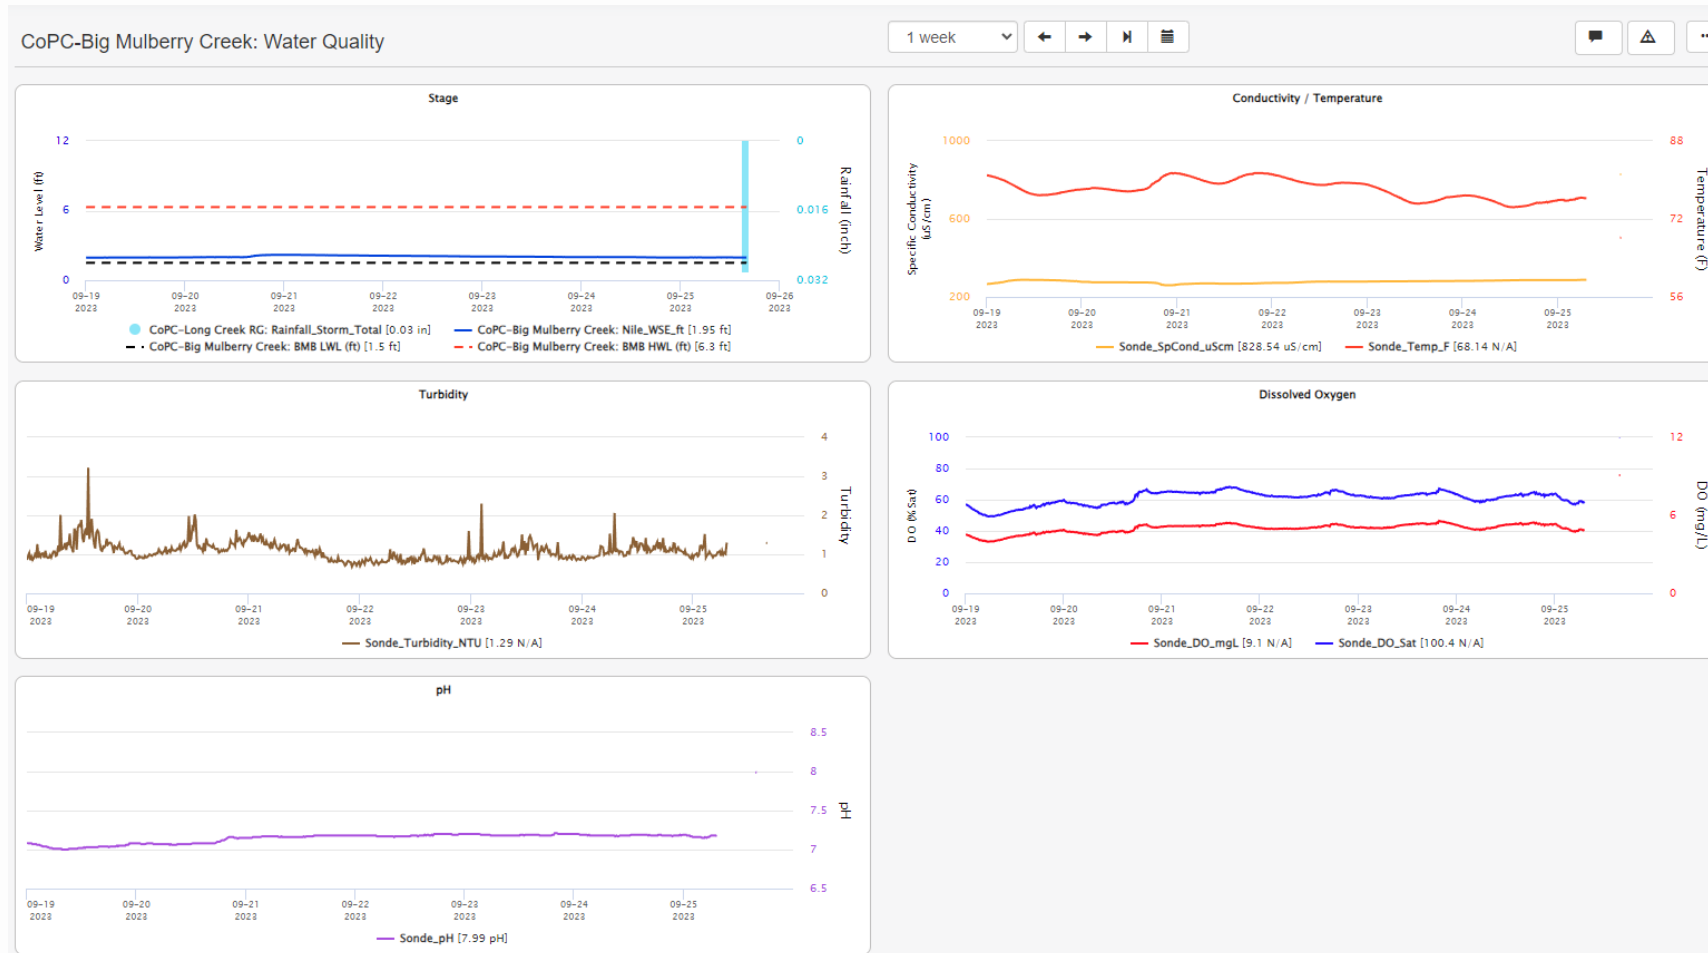 CoPC-Big Mulberry Creek: Water Quality
1 week
Stage
12
6
0
Water Level (ft)
0
0.016
0.032
Rainfall (inch)
09-19 2023
09-20 2023
09-21 2023
09-22 2023
09-23 2023
09-24 2023
09-25 2023
09-26 2023
CoPC-Long Creek RG: Rainfall_Storm_Total [0.03 in]
CoPC-Big Mulberry Creek: Nile_WSE_ft [1.95 ft]
CoPC-Big Mulberry Creek: BMB LWL (ft) [1.5 ft]
CoPC-Big Mulberry Creek: BMB HWL (ft) [6.3 ft]
Conductivity / Temperature
1000
600
200
Specific Conductivity
(uS/cm)
88
72
56
Temperature (F)
09-19 2023
09-20 2023
09-21 2023
09-22 2023
09-23 2023
09-24 2023
09-25 2023
Sonde_SpCond_uScm [828.54 uS/cm]
Sonde_Temp_F [68.14 N/A]
Turbidity
4
3
2
1
0
Turbidity
09-19 2023
09-20 2023
09-21 2023
09-22 2023
09-23 2023
09-24 2023
09-25 2023
Sonde_Turbidity_NTU [1.29 N/A]
Dissolved Oxygen
100
80
60
40
20
0
DO (%Sat)
12
6
0
DO (mg/L)
09-19 2023
09-20 2023
09-21 2023
09-22 2023
09-23 2023
09-24 2023
09-25 2023
Sonde_DO_mgL [9.1 N/A]
Sonde_DO_Sat [100.4 N/A]
pH
8.5
8
7.5
7
6.5
pH
09-19 2023
09-20 2023
09-21 2023
09-22 2023
09-23 2023
09-24 2023
09-25 2023
Sonde_pH [7.99 pH]